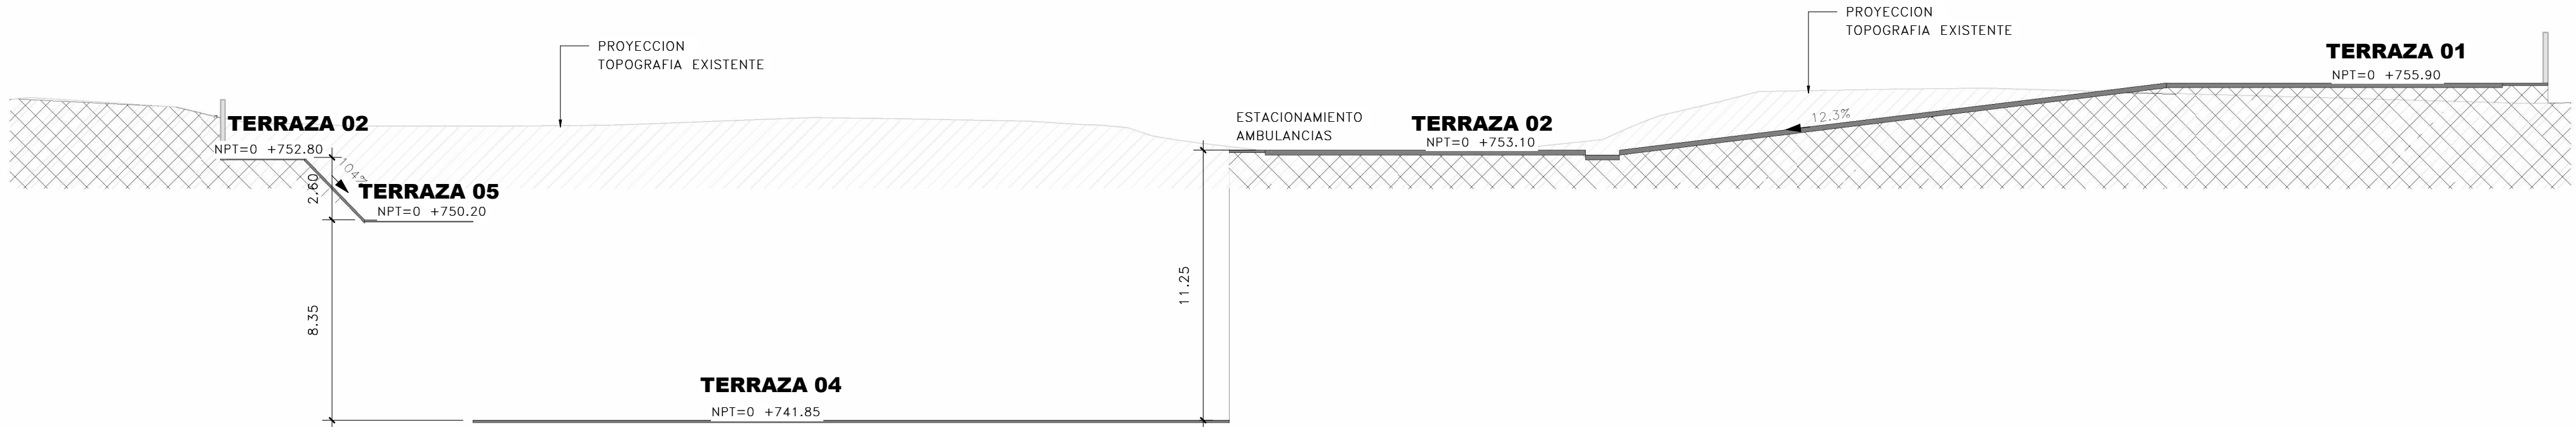 PROYECCION
TOPOGRAFIA EXISTENTE
PROYECCION
TOPOGRAFIA EXISTENTE
TERRAZA 01
NPT=0 +755.90
TERRAZA 02
NPT=0 +752.80
104%
2.60
TERRAZA 05
NPT=0 +750.20
8.35
ESTACIONAMIENTO
AMBULANCIAS
TERRAZA 02
NPT=0 +753.10
12.3%
11.25
TERRAZA 04
NPT=0 +741.85